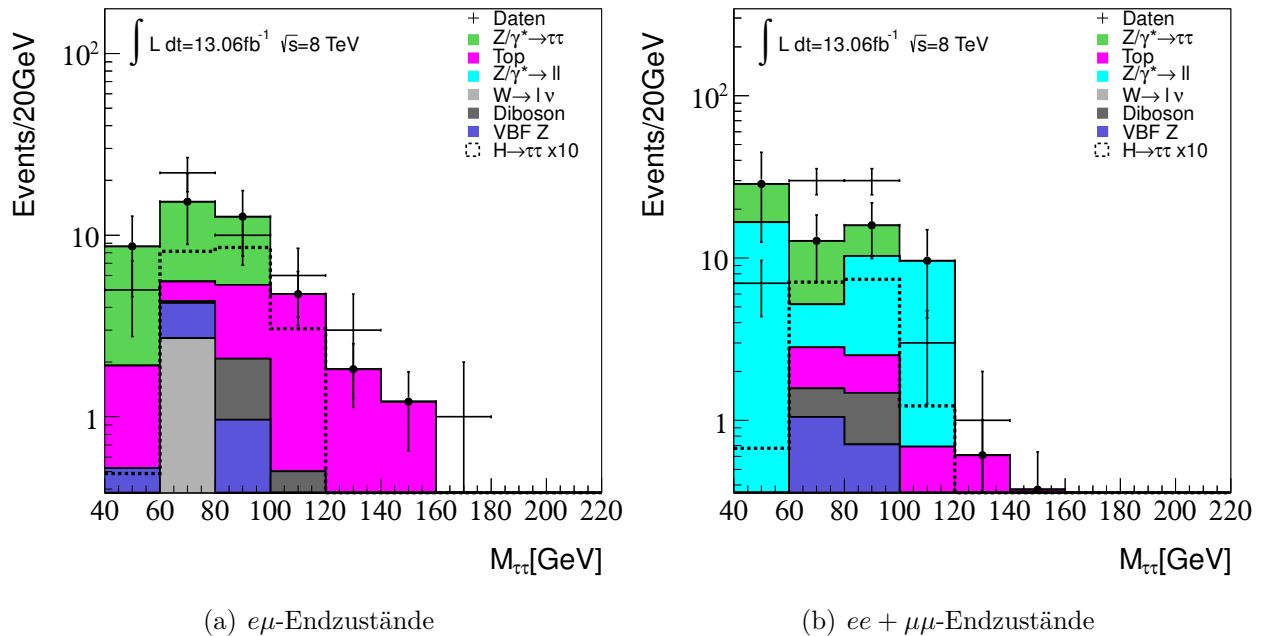 ∫ L dt=13.06fb⁻¹ √s=8 TeV
Daten
Z/γ*→ττ
Top
Z/γ*→ ll
W→ l ν
Diboson
VBF Z
H→ττ x10
Events/20GeV
10²
10
1
40 60 80 100 120 140 160 180 200 220
M_ττ[GeV]
(a) eμ-Endzustände
∫ L dt=13.06fb⁻¹ √s=8 TeV
Daten
Z/γ*→ττ
Top
Z/γ*→ ll
W→ l ν
Diboson
VBF Z
H→ττ x10
Events/20GeV
10²
10
1
40 60 80 100 120 140 160 180 200 220
M_ττ[GeV]
(b) ee + μμ-Endzustände